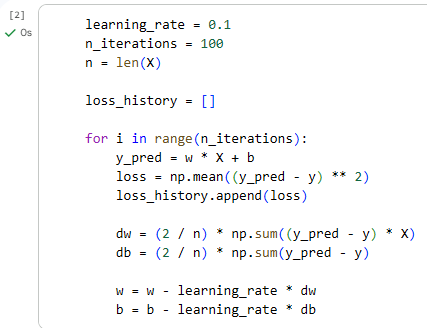 [2]
0s
learning_rate = 0.1
n_iterations = 100
n = len(X)
loss_history = []
for i in range(n_iterations):
    y_pred = w * X + b
    loss = np.mean((y_pred - y) ** 2)
    loss_history.append(loss)
    dw = (2 / n) * np.sum((y_pred - y) * X)
    db = (2 / n) * np.sum(y_pred - y)
    w = w - learning_rate * dw
    b = b - learning_rate * db